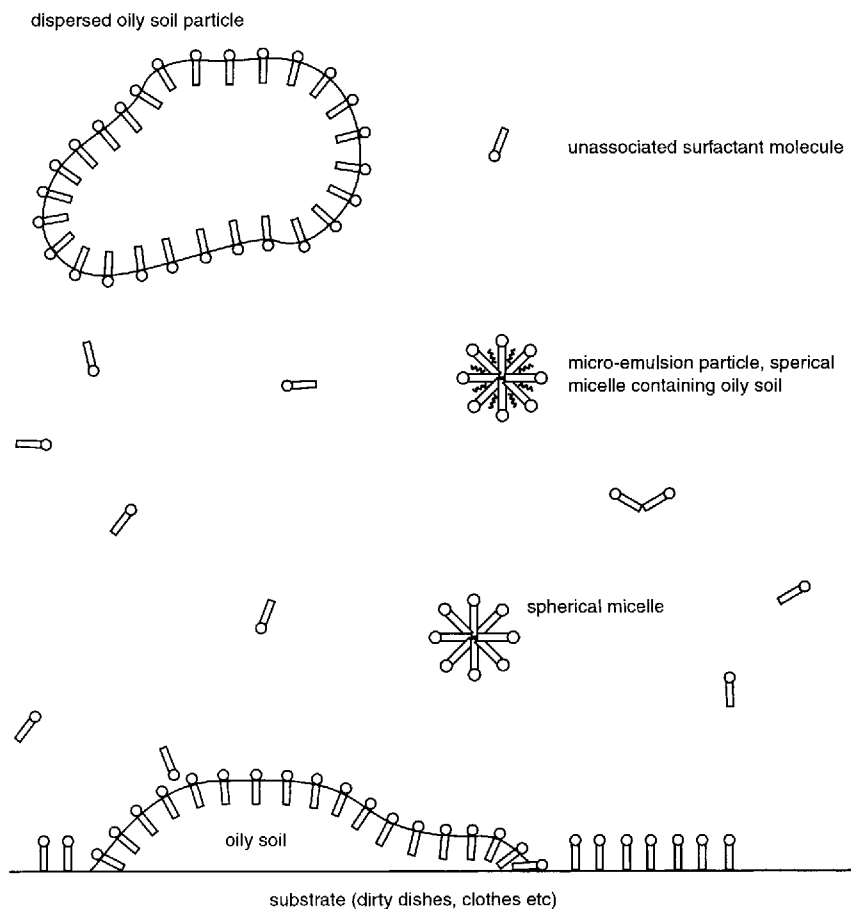 dispersed oily soil particle
unassociated surfactant molecule
micro-emulsion particle, sperical
micelle containing oily soil
spherical micelle
oily soil
substrate (dirty dishes, clothes etc)